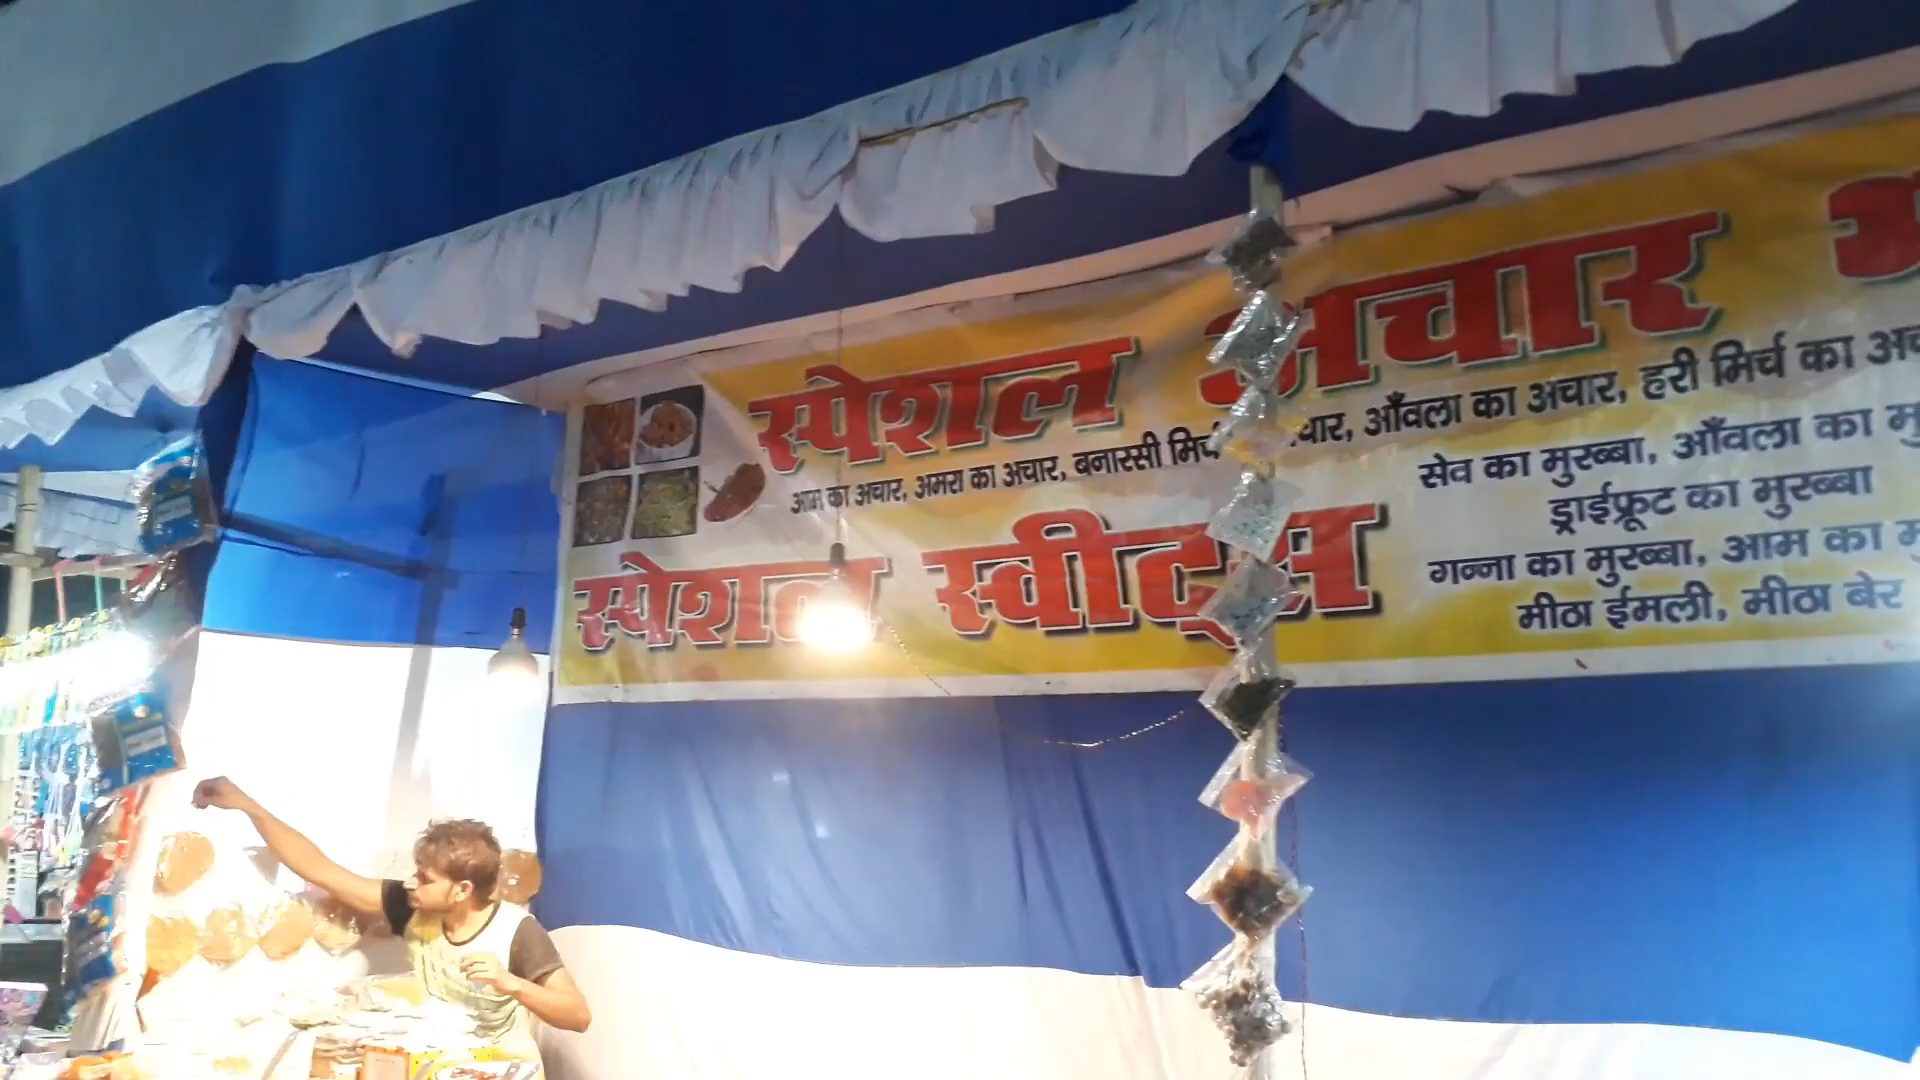 स्पेशल अचार
आम का अचार, अमरा का अचार, बनारसी मिर्च अचार, आँवला का अचार, हरी मिर्च का
सेव का मुरब्बा, आँवला का
ड्राईफ्रूट का मुरब्बा
स्पेशल स्वीट्स
गन्ना का मुरब्बा, आम का
मीठा ईमली, मीठा बेर